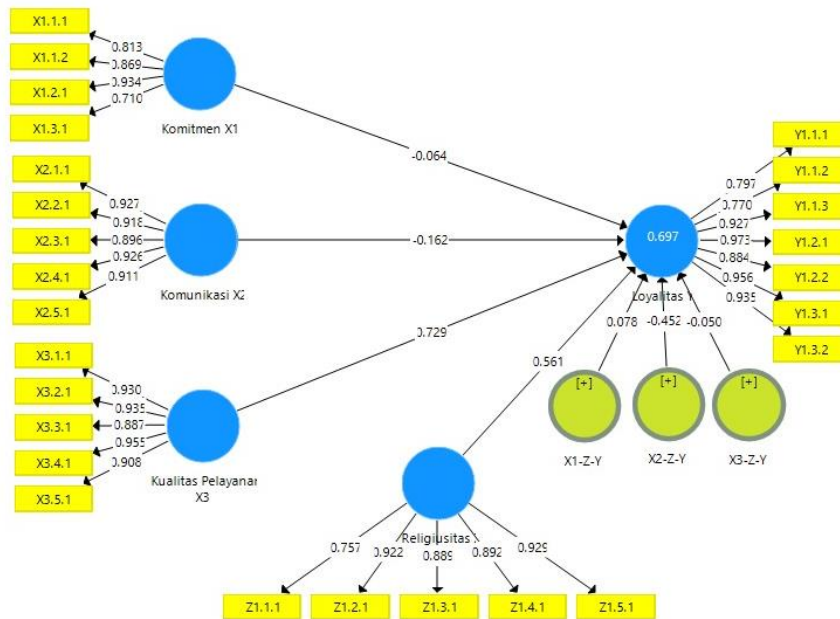 X1.1.1
X1.1.2
X1.2.1
X1.3.1
0.813
0.869
0.934
0.710
Komitmen X1
-0.064
X2.1.1
X2.2.1
X2.3.1
X2.4.1
X2.5.1
0.927
0.918
0.896
0.926
0.911
Komunikasi X2
-0.162
X3.1.1
X3.2.1
X3.3.1
X3.4.1
X3.5.1
0.930
0.935
0.887
0.955
0.908
Kualitas Pelayanan
X3
0.729
0.697
Loyalitas Y
0.797
0.770
0.927
0.973
0.884
0.956
0.935
Y1.1.1
Y1.1.2
Y1.1.3
Y1.2.1
Y1.2.2
Y1.3.1
Y1.3.2
0.561
0.078
-0.452
-0.050
[+]
[+]
[+]
X1-Z-Y
X2-Z-Y
X3-Z-Y
Religiusitas
0.757
0.922
0.889
0.892
0.929
Z1.1.1
Z1.2.1
Z1.3.1
Z1.4.1
Z1.5.1